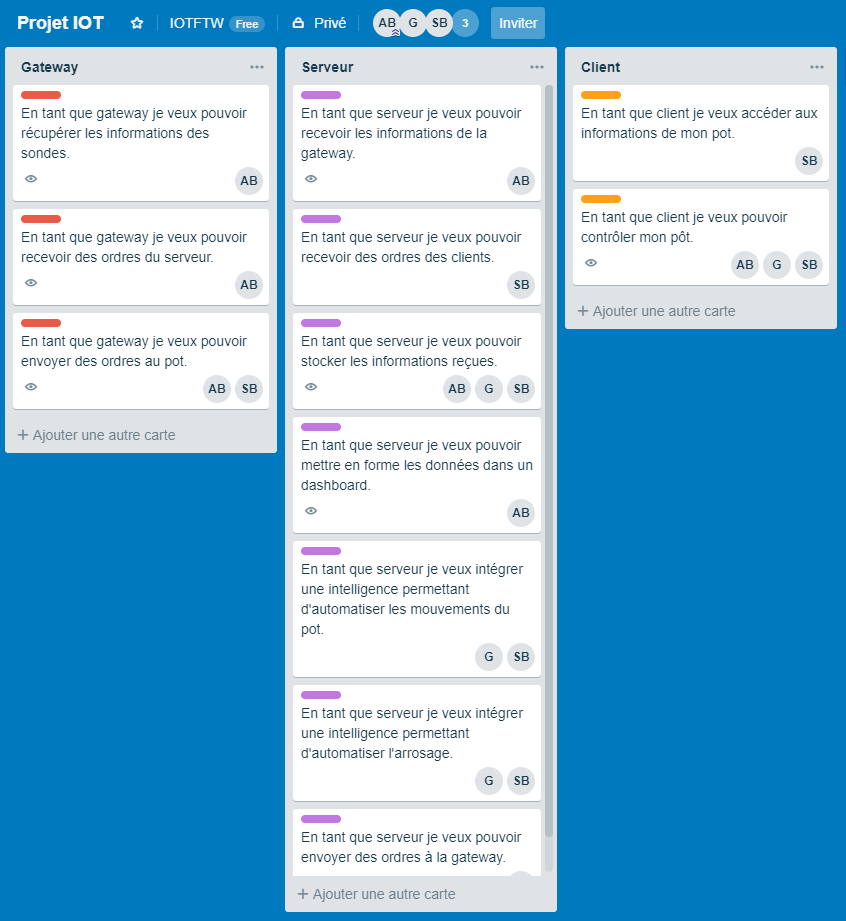 Projet IOT
IOTFTW Free
Privé
AB G SB 3
Inviter
Gateway
En tant que gateway je veux pouvoir
récupérer les informations des
sondes.
AB
En tant que gateway je veux pouvoir
recevoir des ordres du serveur.
AB
En tant que gateway je veux pouvoir
envoyer des ordres au pot.
AB SB
+ Ajouter une autre carte
Serveur
En tant que serveur je veux pouvoir
recevoir les informations de la
gateway.
AB
En tant que serveur je veux pouvoir
recevoir des ordres des clients.
SB
En tant que serveur je veux pouvoir
stocker les informations reçues.
AB G SB
En tant que serveur je veux pouvoir
mettre en forme les données dans un
dashboard.
AB
En tant que serveur je veux intégrer
une intelligence permettant
d'automatiser les mouvements du
pot.
G SB
En tant que serveur je veux intégrer
une intelligence permettant
d'automatiser l'arrosage.
G SB
En tant que serveur je veux pouvoir
envoyer des ordres à la gateway.
+ Ajouter une autre carte
Client
En tant que client je veux accéder aux
informations de mon pot.
SB
En tant que client je veux pouvoir
contrôler mon pôt.
AB G SB
+ Ajouter une autre carte